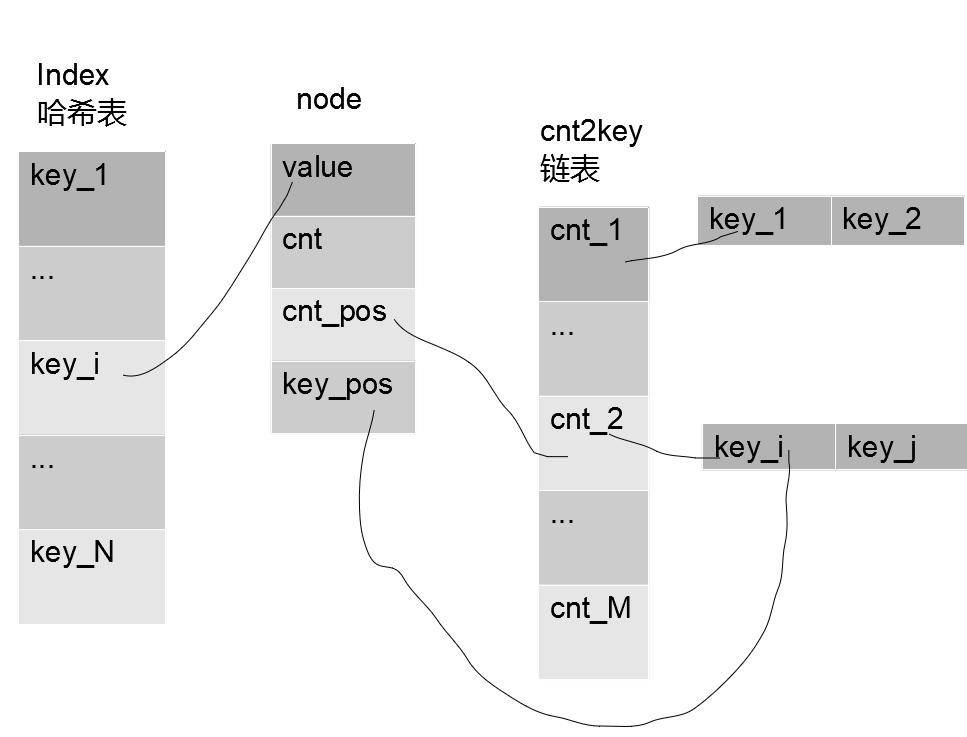 Index
哈希表
key_1
...
key_i
...
key_N
node
value
cnt
cnt_pos
key_pos
cnt2key
链表
cnt_1
...
cnt_2
...
cnt_M
key_1 key_2
key_i key_j